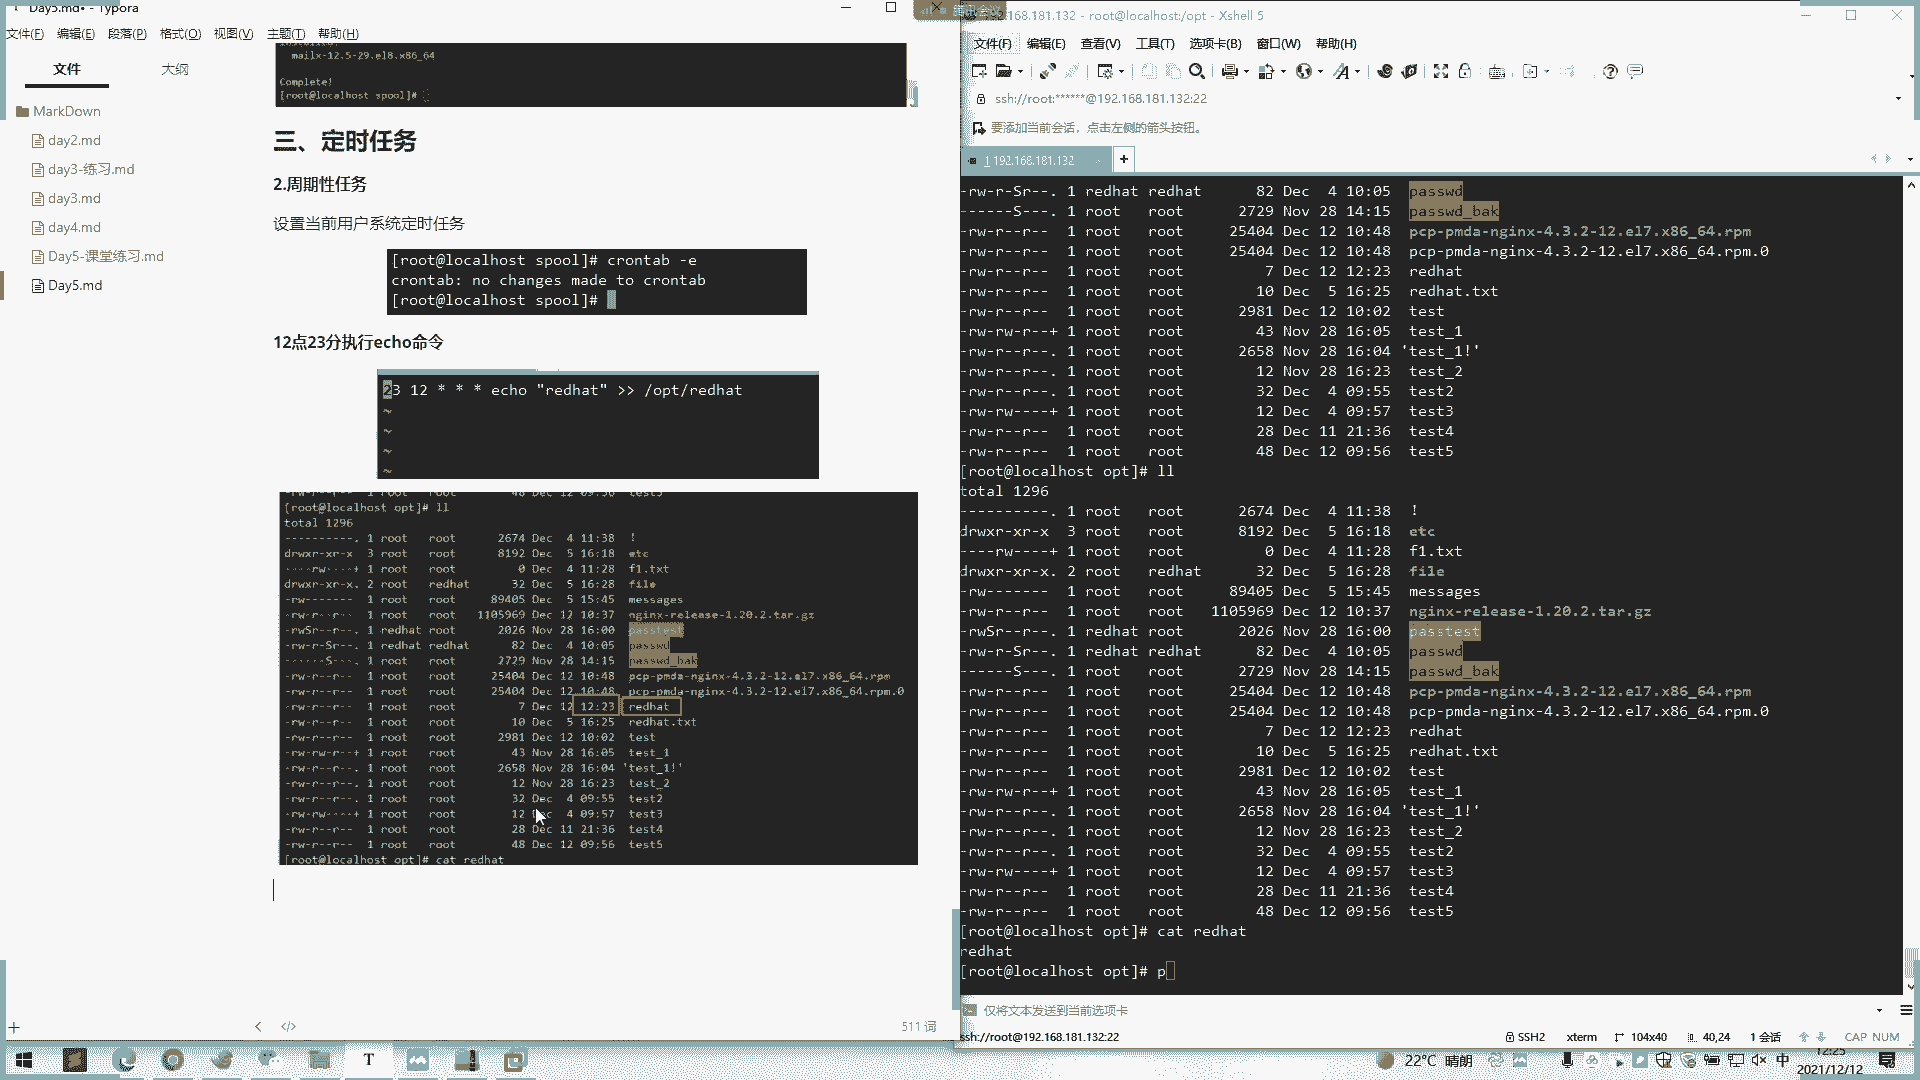 Day5.md• - Typora
文件(F) 编辑(E) 段落(P) 格式(O) 视图(V) 主题(T) 帮助(H)
文件 大纲
MarkDown
day2.md
day3-练习.md
day3.md
day4.md
Day5-课堂练习.md
Day5.md
mailx-12.5-29.el8.x86_64
Complete!
[root@localhost spool]#
三、定时任务
2.周期性任务
设置当前用户系统定时任务
[root@localhost spool]# crontab -e
crontab: no changes made to crontab
[root@localhost spool]#
12点23分执行echo命令
23 12 * * * echo "redhat" >> /opt/redhat
~
~
~
~
[root@localhost opt]# ll
total 1296
----------. 1 root root 2674 Dec 4 11:38 !
drwxr-xr-x 3 root root 8192 Dec 5 16:18 etc
----rw----+ 1 root root 0 Dec 4 11:28 f1.txt
drwxr-xr-x. 2 root redhat 32 Dec 5 16:28 file
-rw------- 1 root root 89405 Dec 5 15:45 messages
-rw-r--r-- 1 root root 1105969 Dec 12 10:37 nginx-release-1.20.2.tar.gz
-rwSr--r--. 1 redhat root 2026 Nov 28 16:00 passtest
-rw-r-Sr--. 1 redhat redhat 82 Dec 4 10:05 passwd
------S---. 1 root root 2729 Nov 28 14:15 passwd_bak
-rw-r--r-- 1 root root 25404 Dec 12 10:48 pcp-pmda-nginx-4.3.2-12.el7.x86_64.rpm
-rw-r--r-- 1 root root 25404 Dec 12 10:48 pcp-pmda-nginx-4.3.2-12.el7.x86_64.rpm.0
-rw-r--r-- 1 root root 7 Dec 12 12:23 redhat
-rw-r--r-- 1 root root 10 Dec 5 16:25 redhat.txt
-rw-r--r-- 1 root root 2981 Dec 12 10:02 test
-rw-rw-r--+ 1 root root 43 Nov 28 16:05 test_1
-rw-r--r--. 1 root root 2658 Nov 28 16:04 'test_1!'
-rw-r--r--. 1 root root 12 Nov 28 16:23 test_2
-rw-r--r--. 1 root root 32 Dec 4 09:55 test2
-rw-rw----+ 1 root root 12 Dec 4 09:57 test3
-rw-r--r-- 1 root root 28 Dec 11 21:36 test4
-rw-r--r-- 1 root root 48 Dec 12 09:56 test5
[root@localhost opt]# cat redhat
511 词
192.168.181.132 - root@localhost:/opt - Xshell 5
文件(F) 编辑(E) 查看(V) 工具(T) 选项卡(B) 窗口(W) 帮助(H)
ssh://root:******@192.168.181.132:22
要添加当前会话，点击左侧的箭头按钮。
1 192.168.181.132
-rw-r-Sr--. 1 redhat redhat 82 Dec 4 10:05 passwd
------S---. 1 root root 2729 Nov 28 14:15 passwd_bak
-rw-r--r-- 1 root root 25404 Dec 12 10:48 pcp-pmda-nginx-4.3.2-12.el7.x86_64.rpm
-rw-r--r-- 1 root root 25404 Dec 12 10:48 pcp-pmda-nginx-4.3.2-12.el7.x86_64.rpm.0
-rw-r--r-- 1 root root 7 Dec 12 12:23 redhat
-rw-r--r--. 1 root root 10 Dec 5 16:25 redhat.txt
-rw-r--r-- 1 root root 2981 Dec 12 10:02 test
-rw-rw-r--+ 1 root root 43 Nov 28 16:05 test_1
-rw-r--r--. 1 root root 2658 Nov 28 16:04 'test_1!'
-rw-r--r--. 1 root root 12 Nov 28 16:23 test_2
-rw-r--r--. 1 root root 32 Dec 4 09:55 test2
-rw-rw----+ 1 root root 12 Dec 4 09:57 test3
-rw-r--r-- 1 root root 28 Dec 11 21:36 test4
-rw-r--r-- 1 root root 48 Dec 12 09:56 test5
[root@localhost opt]# ll
total 1296
----------. 1 root root 2674 Dec 4 11:38 !
drwxr-xr-x 3 root root 8192 Dec 5 16:18 etc
----rw----+ 1 root root 0 Dec 4 11:28 f1.txt
drwxr-xr-x. 2 root redhat 32 Dec 5 16:28 file
-rw------- 1 root root 89405 Dec 5 15:45 messages
-rw-r--r-- 1 root root 1105969 Dec 12 10:37 nginx-release-1.20.2.tar.gz
-rwSr--r--. 1 redhat root 2026 Nov 28 16:00 passtest
-rw-r-Sr--. 1 redhat redhat 82 Dec 4 10:05 passwd
------S---. 1 root root 2729 Nov 28 14:15 passwd_bak
-rw-r--r-- 1 root root 25404 Dec 12 10:48 pcp-pmda-nginx-4.3.2-12.el7.x86_64.rpm
-rw-r--r-- 1 root root 25404 Dec 12 10:48 pcp-pmda-nginx-4.3.2-12.el7.x86_64.rpm.0
-rw-r--r-- 1 root root 7 Dec 12 12:23 redhat
-rw-r--r-- 1 root root 10 Dec 5 16:25 redhat.txt
-rw-r--r-- 1 root root 2981 Dec 12 10:02 test
-rw-rw-r--+ 1 root root 43 Nov 28 16:05 test_1
-rw-r--r--. 1 root root 2658 Nov 28 16:04 'test_1!'
-rw-r--r--. 1 root root 12 Nov 28 16:23 test_2
-rw-r--r--. 1 root root 32 Dec 4 09:55 test2
-rw-rw----+ 1 root root 12 Dec 4 09:57 test3
-rw-r--r-- 1 root root 28 Dec 11 21:36 test4
-rw-r--r-- 1 root root 48 Dec 12 09:56 test5
[root@localhost opt]# cat redhat
redhat
[root@localhost opt]# p
仅将文本发送到当前选项卡
ssh://root@192.168.181.132:22 SSH2 xterm 104x40 40,24 1 会话 CAP NUM
22°C 晴朗 中 12:25
2021/12/12